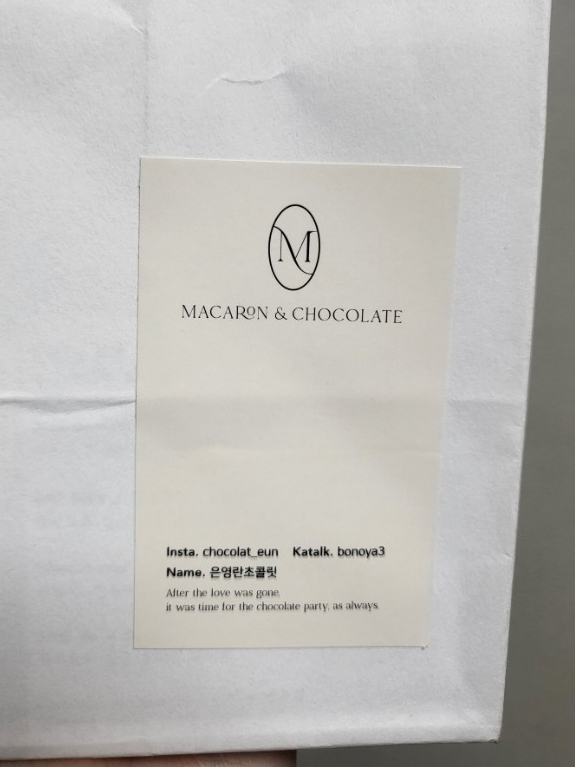 M
MACARON & CHOCOLATE
Insta. chocolat_eun Katalk. bonoya3
Name. 은영란초콜릿
After the love was gone,
it was time for the chocolate party, as always.